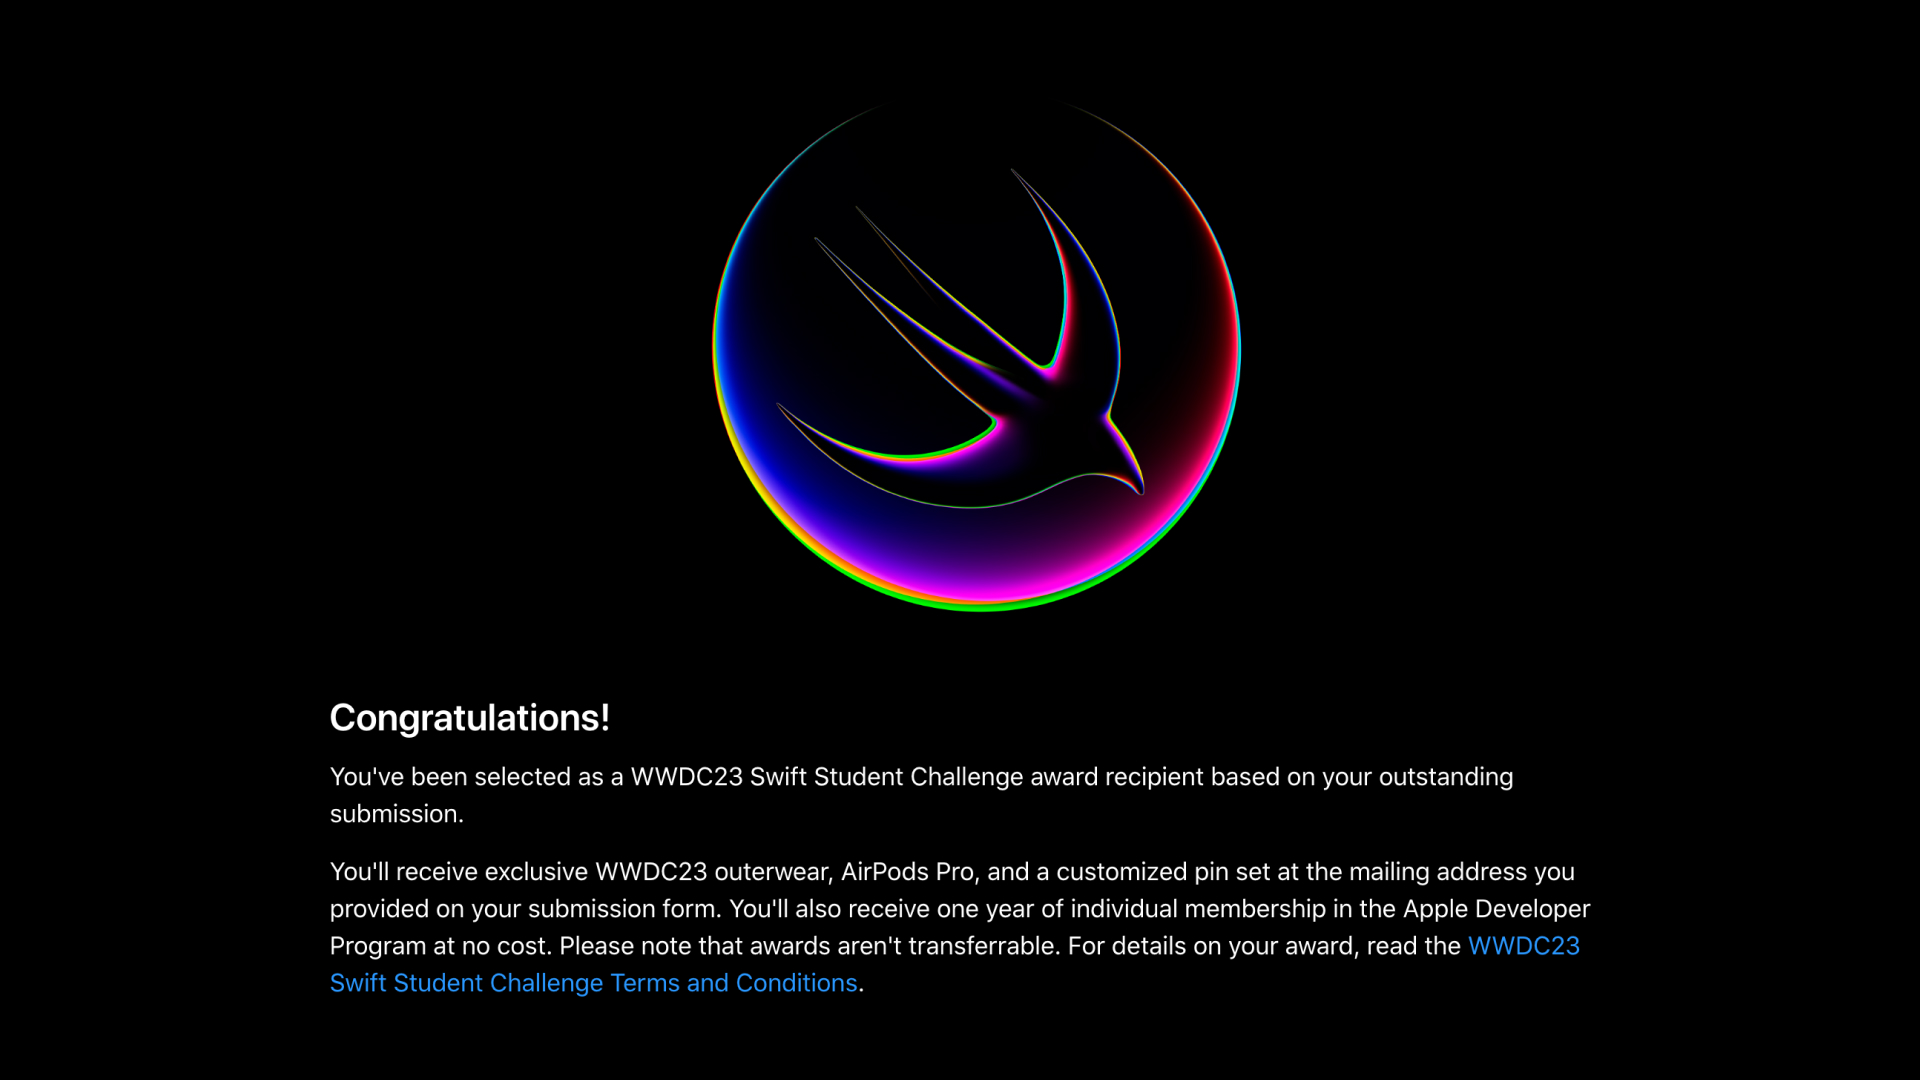 Congratulations!
You've been selected as a WWDC23 Swift Student Challenge award recipient based on your outstanding
submission.
You'll receive exclusive WWDC23 outerwear, AirPods Pro, and a customized pin set at the mailing address you
provided on your submission form. You'll also receive one year of individual membership in the Apple Developer
Program at no cost. Please note that awards aren't transferrable. For details on your award, read the WWDC23
Swift Student Challenge Terms and Conditions.